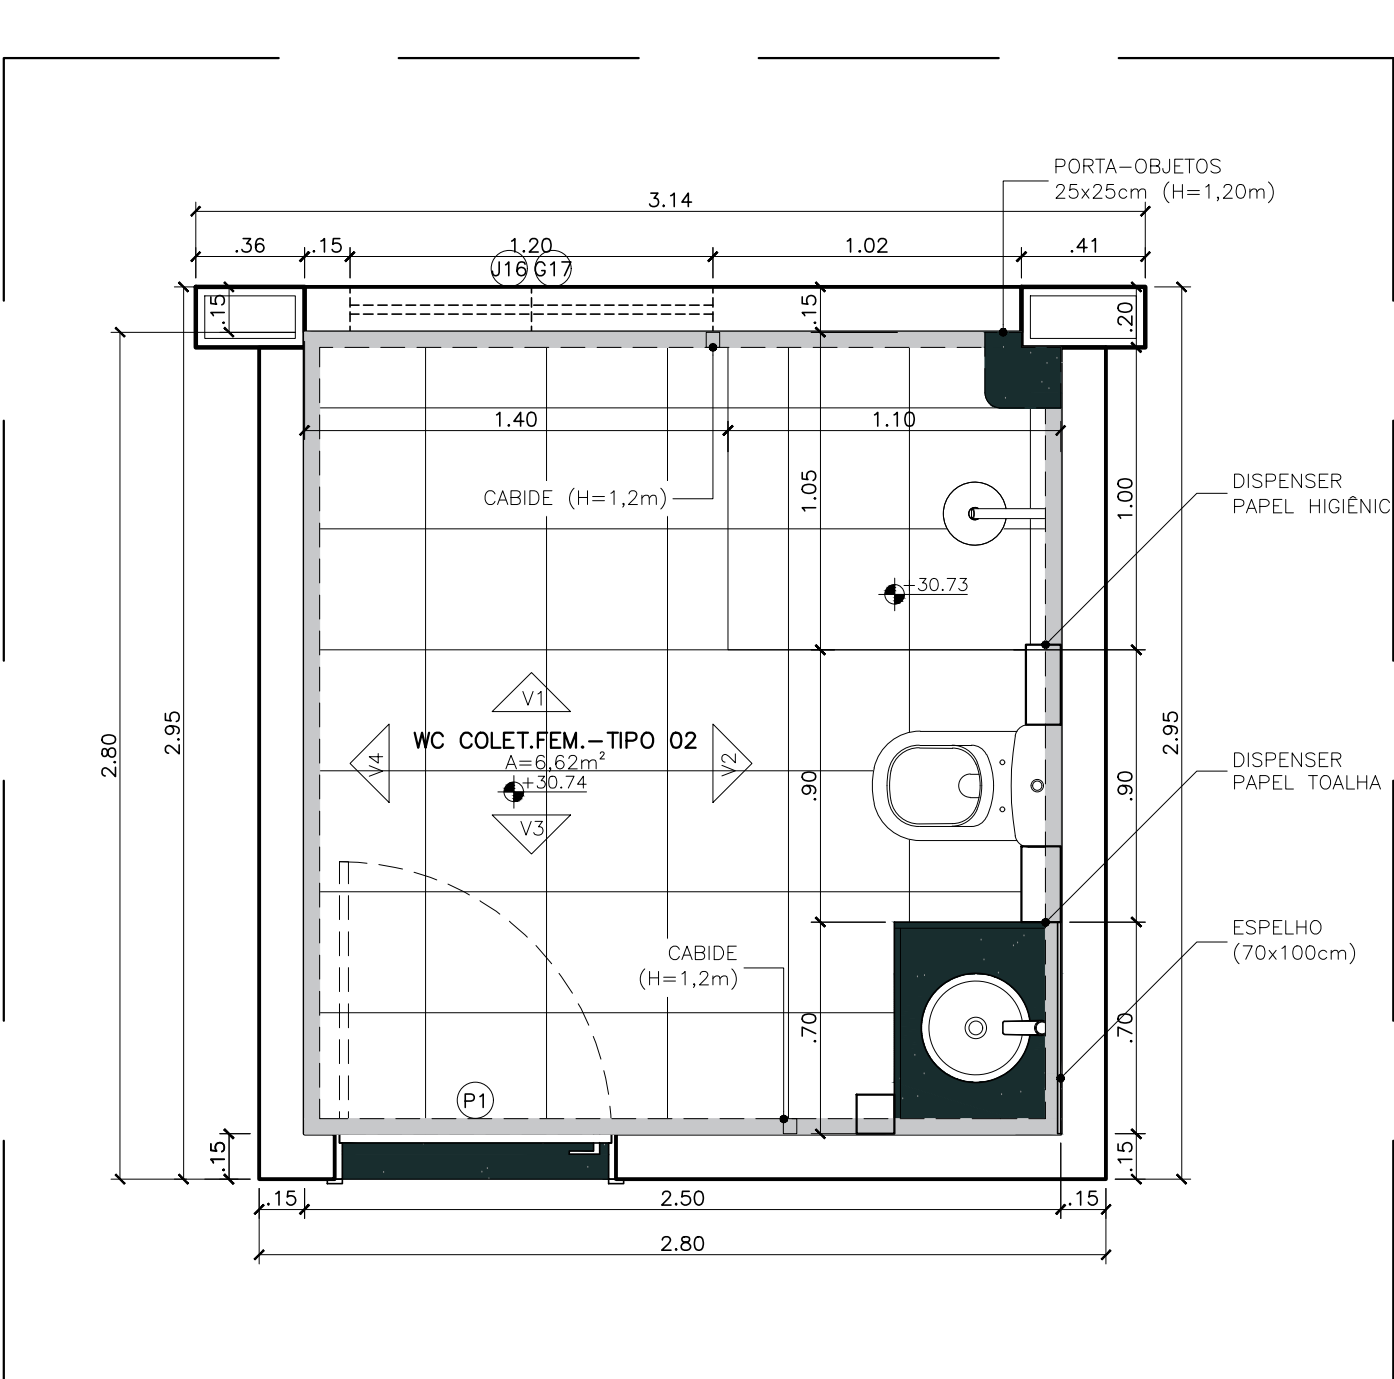 PORTA-OBJETOS
25x25cm (H=1,20m)
3.14
.36
.15
1.20
1.02
.41
J16
G17
.15
.15
.20
1.40
1.10
CABIDE (H=1,2m)
1.05
1.00
DISPENSER
PAPEL HIGIÊNIC
-30.73
V1
2.80
2.95
WC COLET.FEM.-TIPO 02
A=6,62m²
+30.74
V4
V2
V3
.90
.90
2.95
DISPENSER
PAPEL TOALHA
CABIDE
(H=1,2m)
ESPELHO
(70x100cm)
.70
.70
P1
.15
.15
.15
2.50
.15
2.80